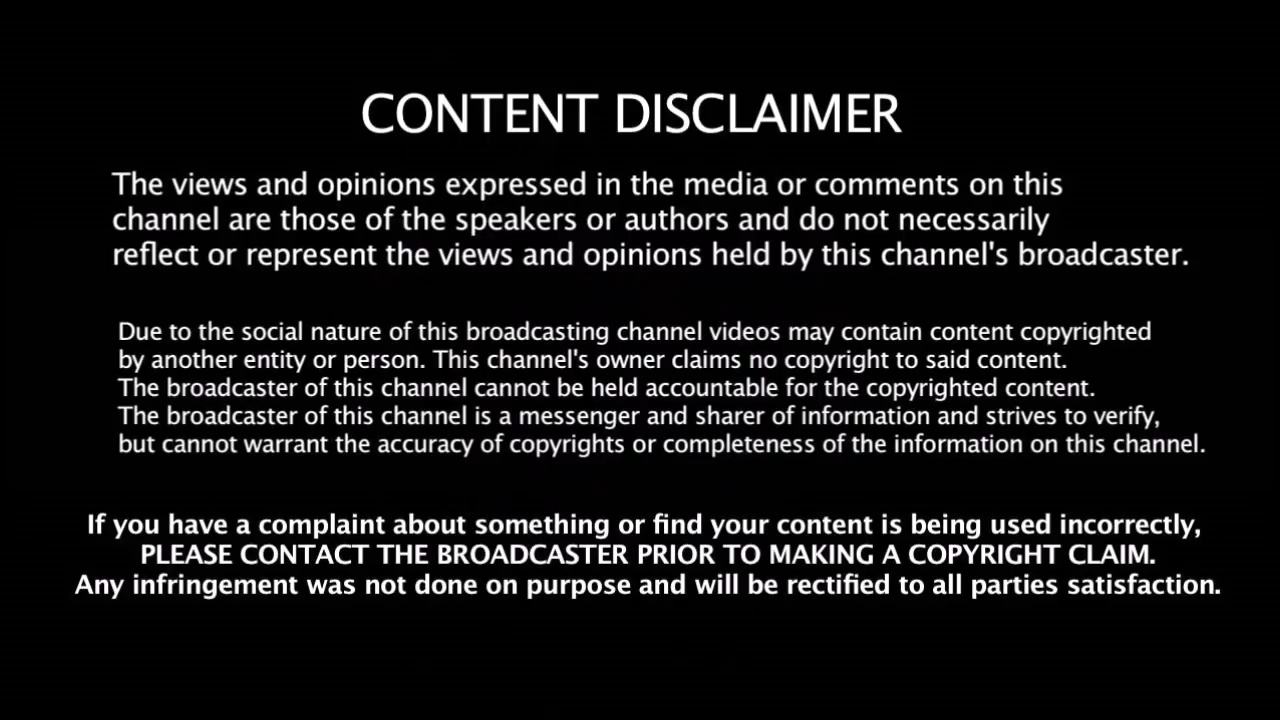 CONTENT DISCLAIMER
The views and opinions expressed in the media or comments on this
channel are those of the speakers or authors and do not necessarily
reflect or represent the views and opinions held by this channel's broadcaster.
Due to the social nature of this broadcasting channel videos may contain content copyrighted
by another entity or person. This channel's owner claims no copyright to said content.
The broadcaster of this channel cannot be held accountable for the copyrighted content.
The broadcaster of this channel is a messenger and sharer of information and strives to verify,
but cannot warrant the accuracy of copyrights or completeness of the information on this channel.
If you have a complaint about something or find your content is being used incorrectly,
PLEASE CONTACT THE BROADCASTER PRIOR TO MAKING A COPYRIGHT CLAIM.
Any infringement was not done on purpose and will be rectified to all parties satisfaction.